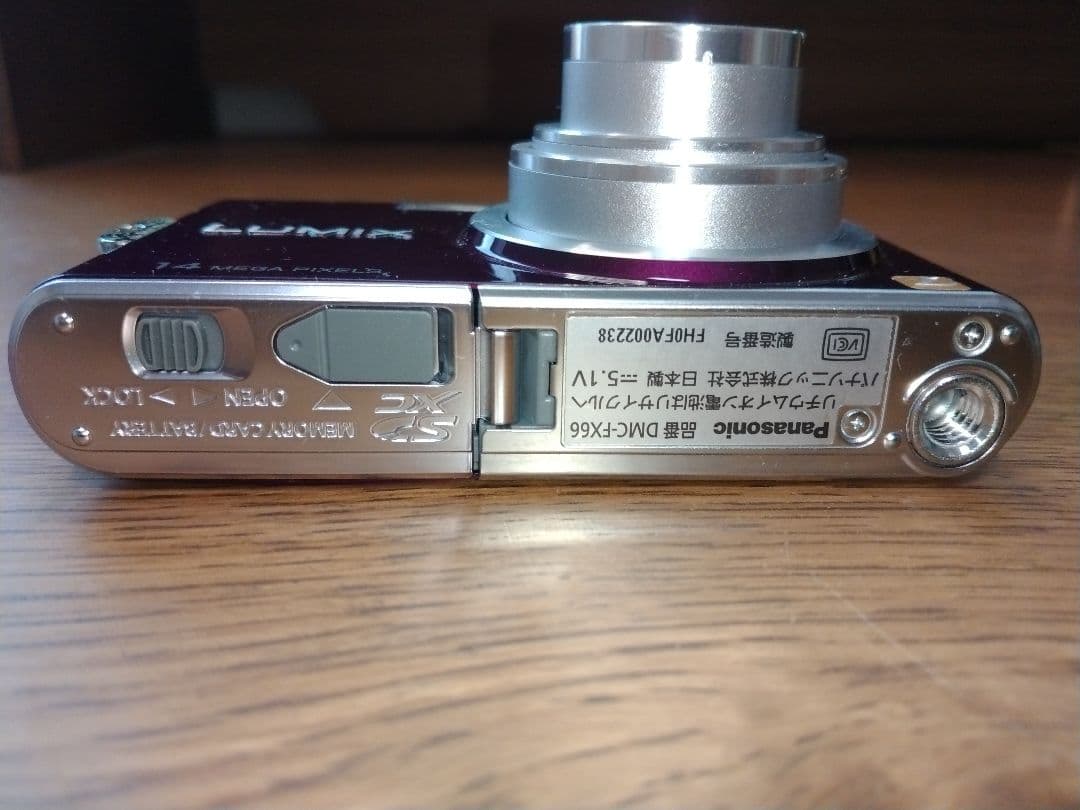 LUMIX
14 MEGA PIXELS
Panasonic 品番 DMC-FX66
リチウムイオン電池はリサイクルへ
パナソニック株式会社 日本製 ⎓5.1V
VCI 製造番号 FH0FA002238
SD XC
MEMORY CARD/BATTERY
OPEN ◁ ▷ LOCK